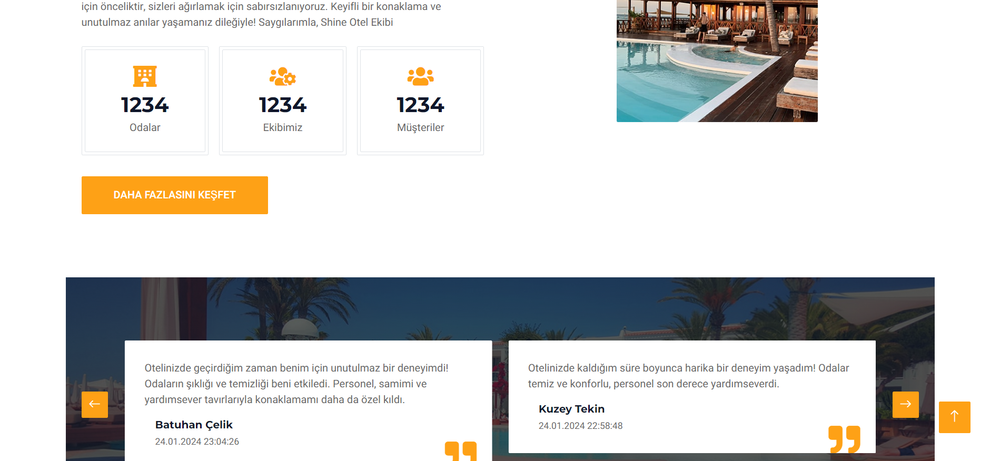 için önceliktir, sizleri ağırlamak için sabırsızlanıyoruz. Keyifli bir konaklama ve
unutulmaz anılar yaşamanız dileğiyle! Saygılarımla, Shine Otel Ekibi
1234
Odalar
1234
Ekibimiz
1234
Müşteriler
DAHA FAZLASINI KEŞFET
Otelinizde geçirdiğim zaman benim için unutulmaz bir deneyimdi!
Odaların şıklığı ve temizliği beni etkiledi. Personel, samimi ve
yardımsever tavırlarıyla konaklamamı daha da özel kıldı.
Batuhan Çelik
24.01.2024 23:04:26
Otelinizde kaldığım süre boyunca harika bir deneyim yaşadım! Odalar
temiz ve konforlu, personel son derece yardımseverdi.
Kuzey Tekin
24.01.2024 22:58:48